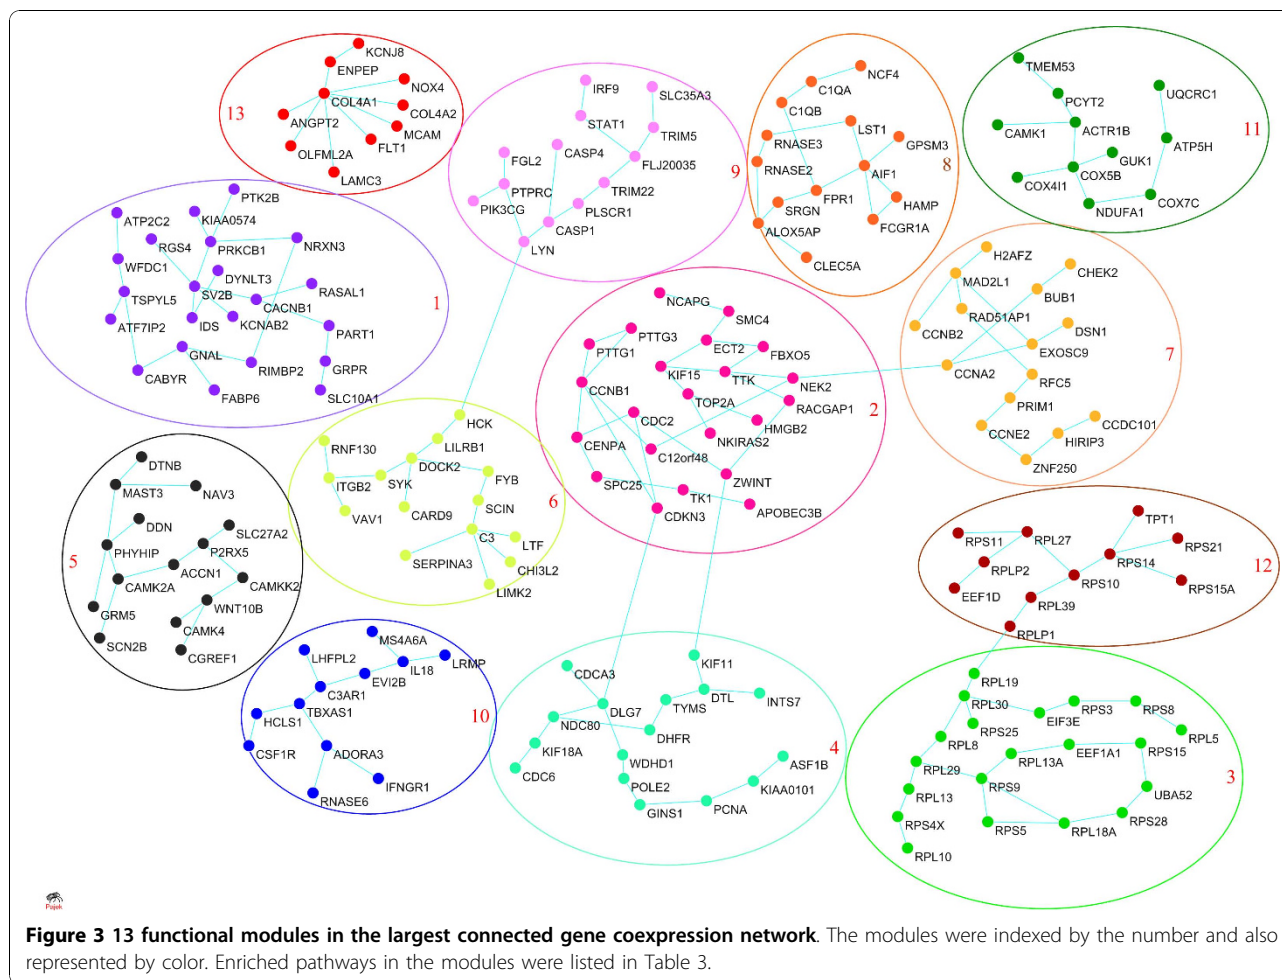 KCNJ8
ENPEP
NOX4
COL4A1
COL4A2
13
ANGPT2
MCAM
FLT1
OLFML2A
LAMC3
IRF9
SLC35A3
STAT1
TRIM5
FGL2
CASP4
FLJ20035
9
PTPRC
TRIM22
PIK3CG
PLSCR1
CASP1
LYN
NCF4
C1QA
C1QB
LST1
RNASE3
GPSM3
8
RNASE2
AIF1
FPR1
SRGN
HAMP
FCGR1A
ALOX5AP
CLEC5A
TMEM53
UQCRC1
PCYT2
CAMK1
ACTR1B
11
ATP5H
GUK1
COX5B
COX4I1
COX7C
NDUFA1
PTK2B
ATP2C2
KIAA0574
RGS4
PRKCB1
NRXN3
WFDC1
DYNLT3
TSPYL5
SV2B
RASAL1
CACNB1
1
ATF7IP2
IDS
KCNAB2
PART1
GNAL
CABYR
RIMBP2
GRPR
FABP6
SLC10A1
NCAPG
SMC4
PTTG3
PTTG1
ECT2
FBXO5
KIF15
TTK
NEK2
CCNB1
TOP2A
RACGAP1
2
CDC2
HMGB2
CENPA
NKIRAS2
C12orf48
ZWINT
SPC25
TK1
APOBEC3B
CDKN3
H2AFZ
MAD2L1
CHEK2
BUB1
RAD51AP1
CCNB2
DSN1
EXOSC9
7
CCNA2
RFC5
PRIM1
CCDC101
CCNE2
HIRIP3
ZNF250
HCK
RNF130
LILRB1
DOCK2
FYB
ITGB2
SYK
6
VAV1
CARD9
SCIN
C3
LTF
SERPINA3
CHI3L2
LIMK2
DTNB
MAST3
NAV3
DDN
SLC27A2
5
PHYHIP
P2RX5
ACCN1
CAMK2A
CAMKK2
GRM5
WNT10B
CAMK4
SCN2B
CGREF1
TPT1
RPS11
RPL27
RPS21
RPLP2
RPS14
12
EEF1D
RPS10
RPS15A
RPL39
RPLP1
MS4A6A
LHFPL2
LRMP
IL18
EVI2B
C3AR1
TBXAS1
10
HCLS1
CSF1R
ADORA3
IFNGR1
RNASE6
KIF11
CDCA3
DTL
INTS7
TYMS
DLG7
NDC80
DHFR
4
KIF18A
WDHD1
ASF1B
CDC6
POLE2
KIAA0101
GINS1
PCNA
RPL19
RPL30
EIF3E
RPS3
RPS8
RPS25
RPL8
RPL5
EEF1A1
RPS15
RPL13A
RPL29
3
RPS9
RPL13
UBA52
RPS4X
RPS5
RPL18A
RPS28
RPL10
Pajek
Figure 3 13 functional modules in the largest connected gene coexpression network. The modules were indexed by the number and also
represented by color. Enriched pathways in the modules were listed in Table 3.